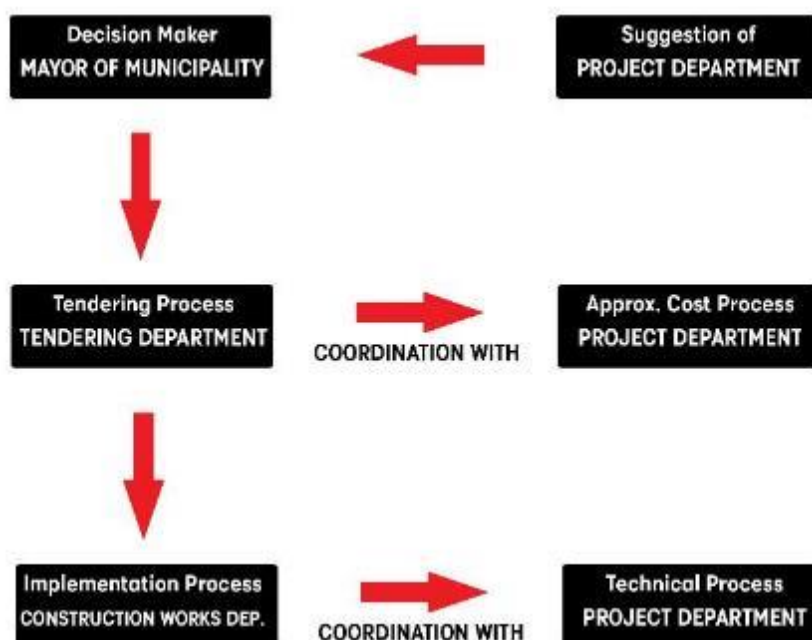 Decision Maker
MAYOR OF MUNICIPALITY
Suggestion of
PROJECT DEPARTMENT
Tendering Process
TENDERING DEPARTMENT
COORDINATION WITH
Approx. Cost Process
PROJECT DEPARTMENT
Implementation Process
CONSTRUCTION WORKS DEP.
COORDINATION WITH
Technical Process
PROJECT DEPARTMENT